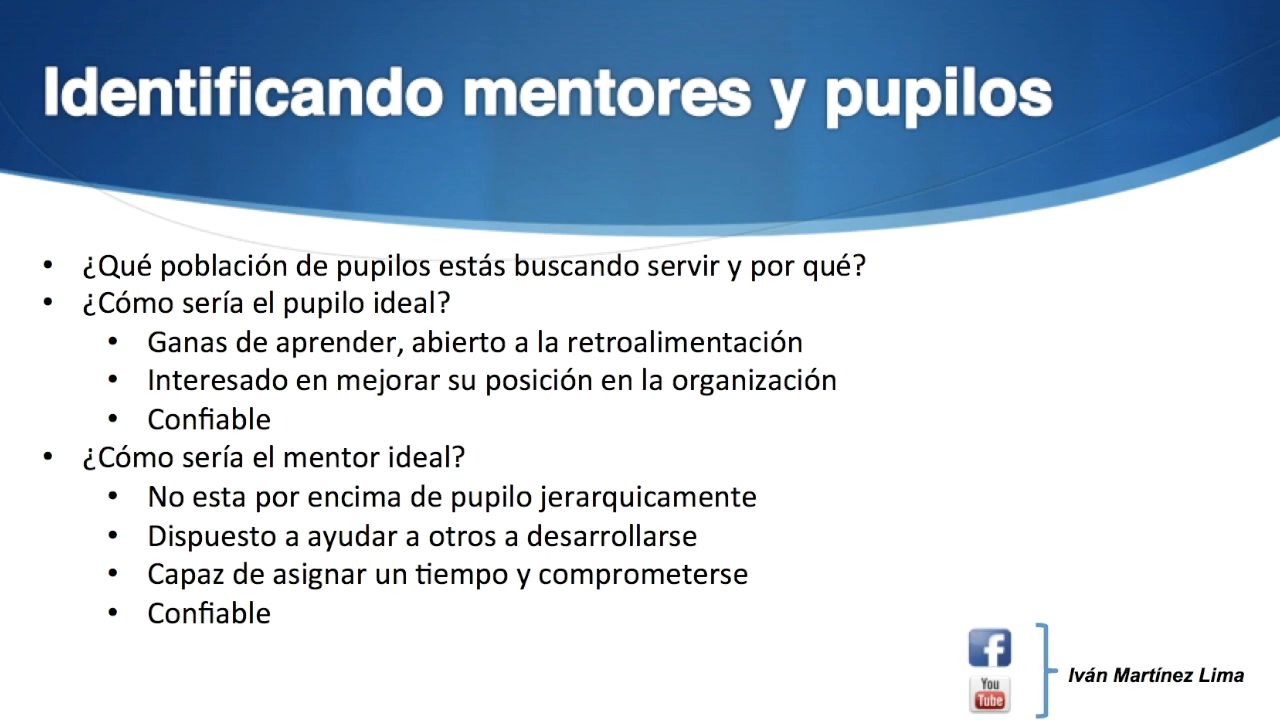 Identificando mentores y pupilos
• ¿Qué población de pupilos estás buscando servir y por qué?
• ¿Cómo sería el pupilo ideal?
• Ganas de aprender, abierto a la retroalimentación
• Interesado en mejorar su posición en la organización
• Confiable
• ¿Cómo sería el mentor ideal?
• No esta por encima de pupilo jerarquicamente
• Dispuesto a ayudar a otros a desarrollarse
• Capaz de asignar un tiempo y comprometerse
• Confiable
f
You
Tube
Iván Martínez Lima